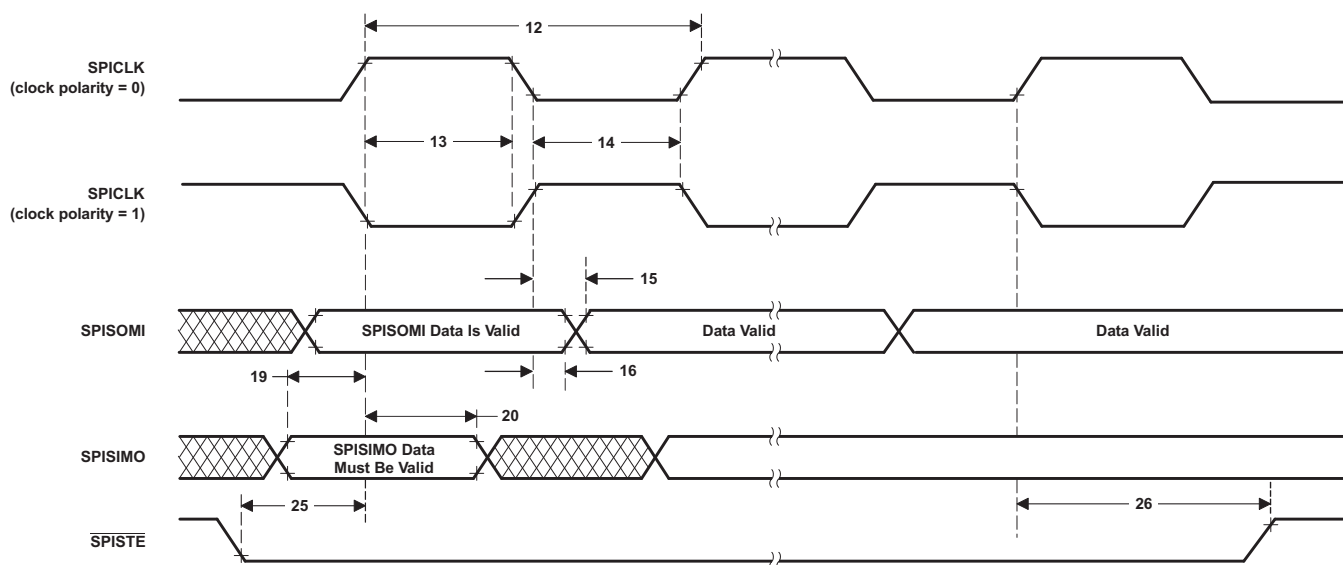 12
SPICLK
(clock polarity = 0)
13
14
SPICLK
(clock polarity = 1)
15
SPISOMI
SPISOMI Data Is Valid
Data Valid
Data Valid
19
16
20
SPISIMO
SPISIMO Data
Must Be Valid
25
26
SPISTE